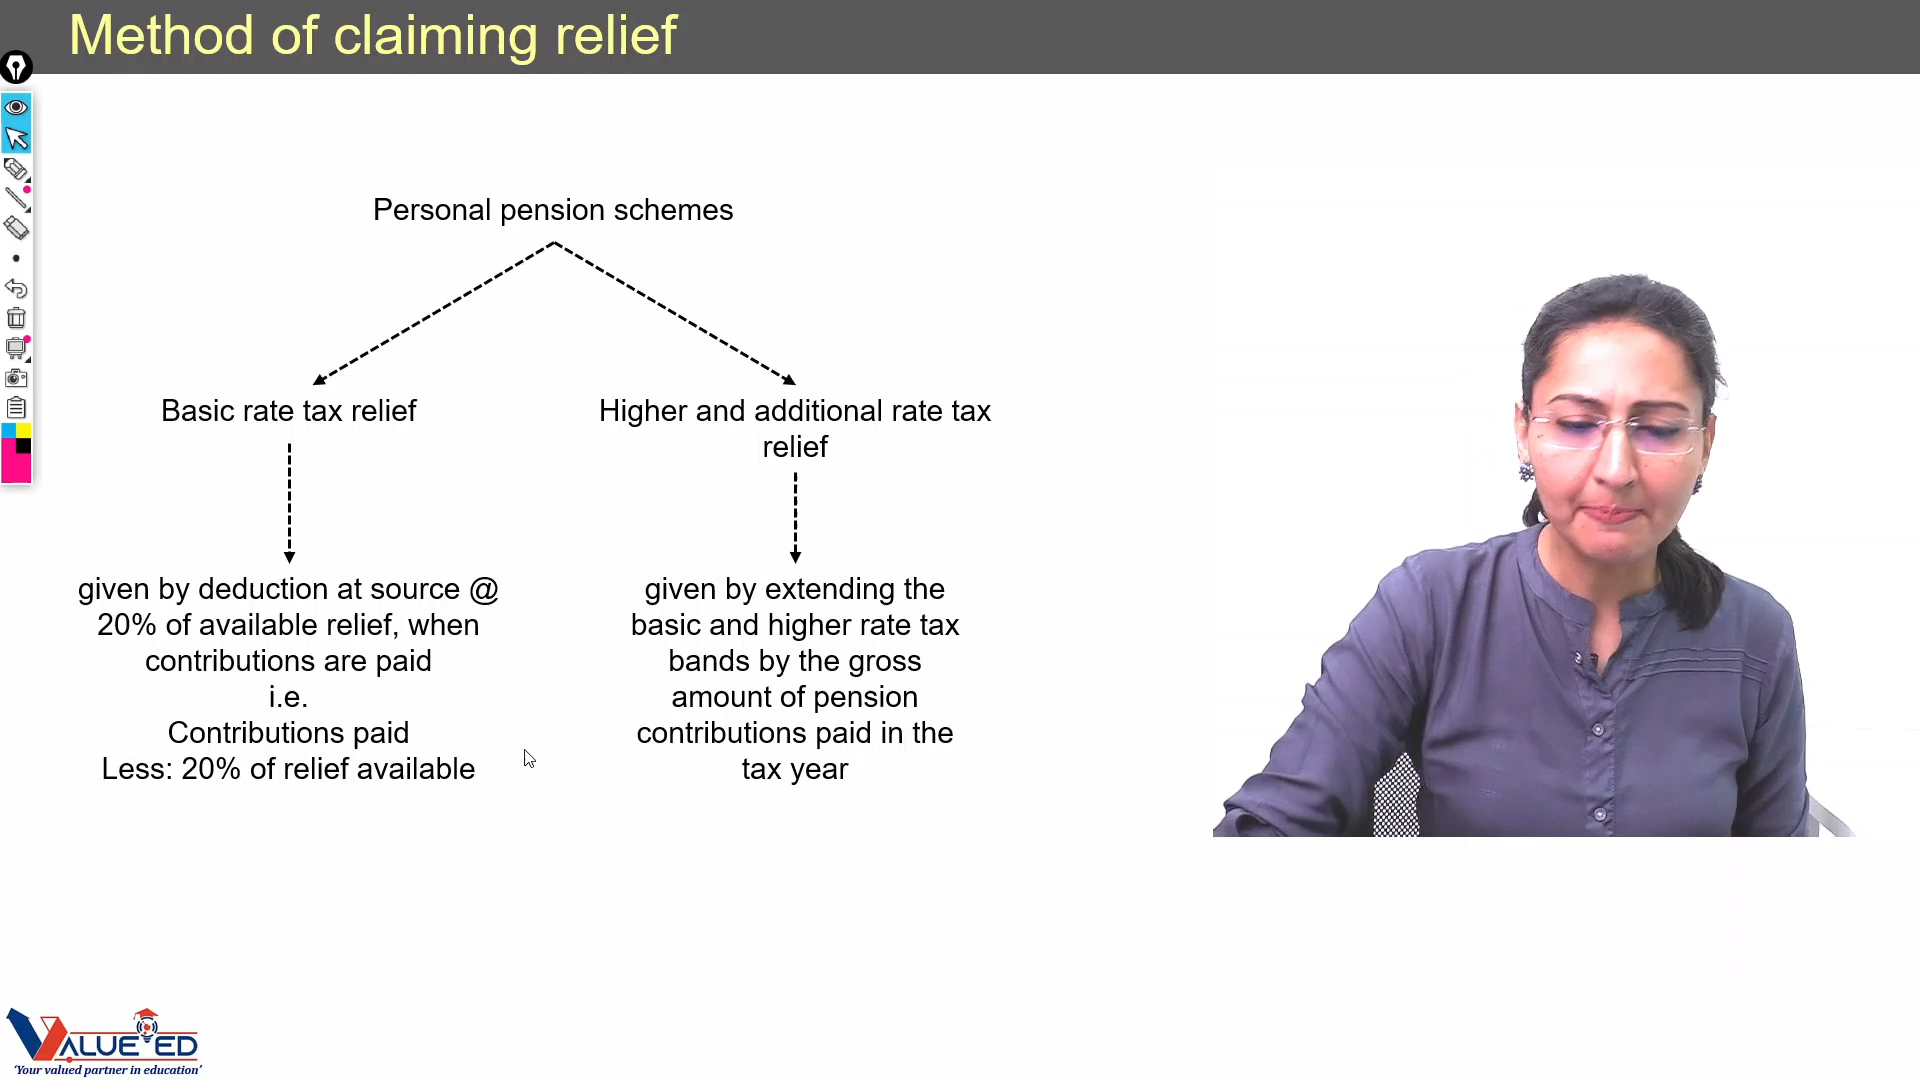 Method of claiming relief
Personal pension schemes
Basic rate tax relief
Higher and additional rate tax
relief
given by deduction at source @
20% of available relief, when
contributions are paid
i.e.
Contributions paid
Less: 20% of relief available
given by extending the
basic and higher rate tax
bands by the gross
amount of pension
contributions paid in the
tax year
VALUE ED
'Your valued partner in education'